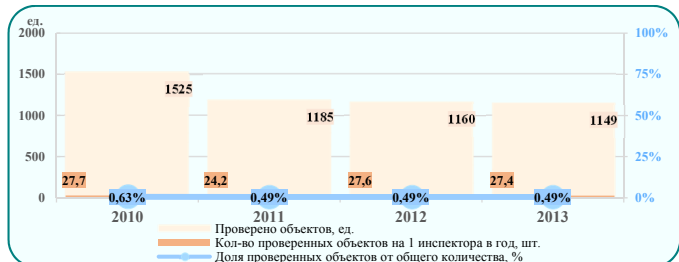 ед.
2000 100%
1500 75%
1525
1185 1160 1149
1000 50%
500 25%
27,7 24,2 27,6 27,4
0 0,63% 0,49% 0,49% 0,49% 0%
2010 2011 2012 2013
Проверено объектов, ед.
Кол-во проверенных объектов на 1 инспектора в год, шт.
Доля проверенных объектов от общего количества, %